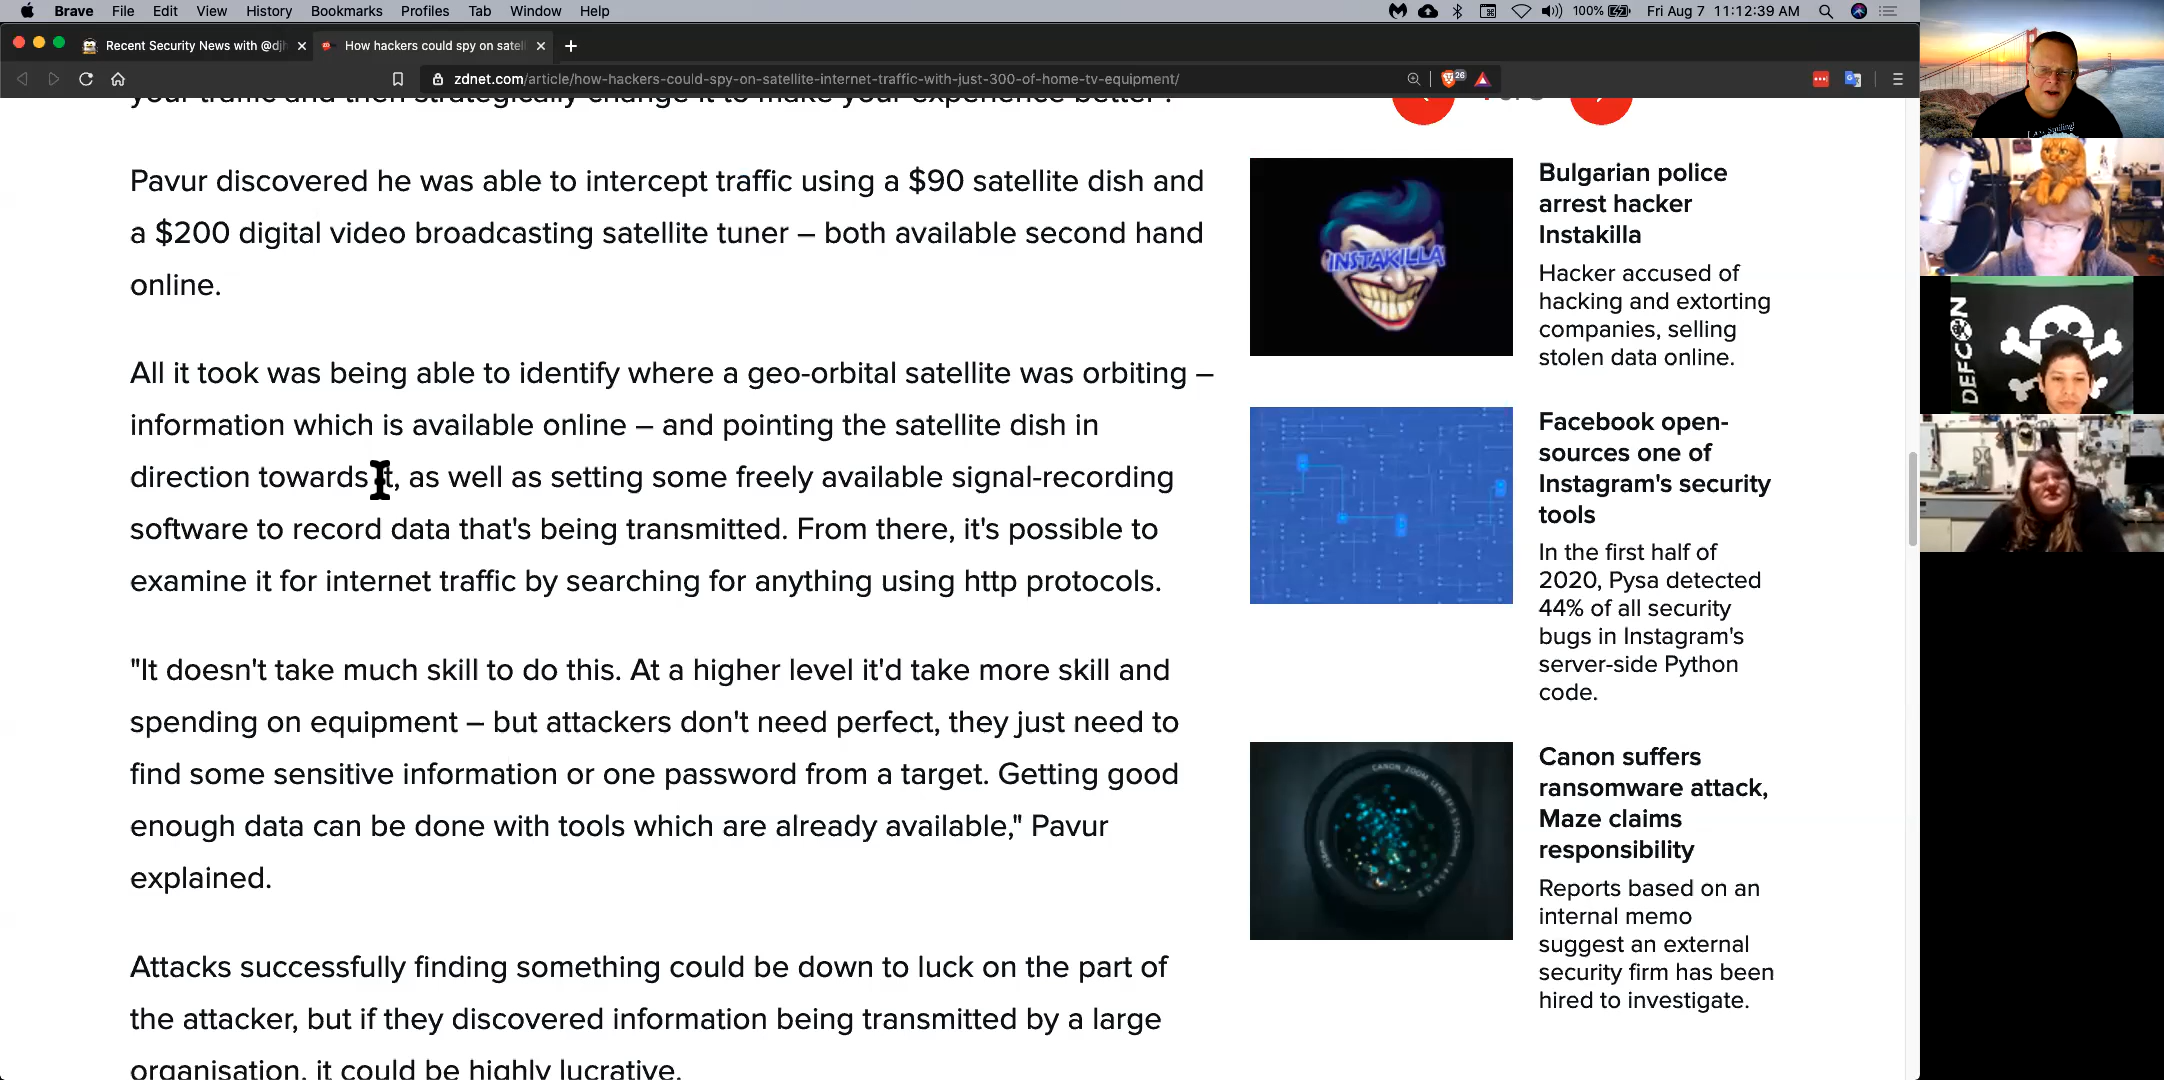 Brave File Edit View History Bookmarks Profiles Tab Window Help 100% Fri Aug 7 11:12:39 AM
Recent Security News with @djh
How hackers could spy on satel
zdnet.com/article/how-hackers-could-spy-on-satellite-internet-traffic-with-just-300-of-home-tv-equipment/
26
your traffic and then strategically change it to make your experience better".
Pavur discovered he was able to intercept traffic using a $90 satellite dish and
a $200 digital video broadcasting satellite tuner – both available second hand
online.
All it took was being able to identify where a geo-orbital satellite was orbiting –
information which is available online – and pointing the satellite dish in
direction towards it, as well as setting some freely available signal-recording
software to record data that's being transmitted. From there, it's possible to
examine it for internet traffic by searching for anything using http protocols.
"It doesn't take much skill to do this. At a higher level it'd take more skill and
spending on equipment – but attackers don't need perfect, they just need to
find some sensitive information or one password from a target. Getting good
enough data can be done with tools which are already available," Pavur
explained.
Attacks successfully finding something could be down to luck on the part of
the attacker, but if they discovered information being transmitted by a large
organisation, it could be highly lucrative.
INSTAKILLA
Bulgarian police
arrest hacker
Instakilla
Hacker accused of
hacking and extorting
companies, selling
stolen data online.
Facebook open-
sources one of
Instagram's security
tools
In the first half of
2020, Pysa detected
44% of all security
bugs in Instagram's
server-side Python
code.
CANON ZOOM LENS
Canon suffers
ransomware attack,
Maze claims
responsibility
Reports based on an
internal memo
suggest an external
security firm has been
hired to investigate.
I Am Smiling!
DEFCON